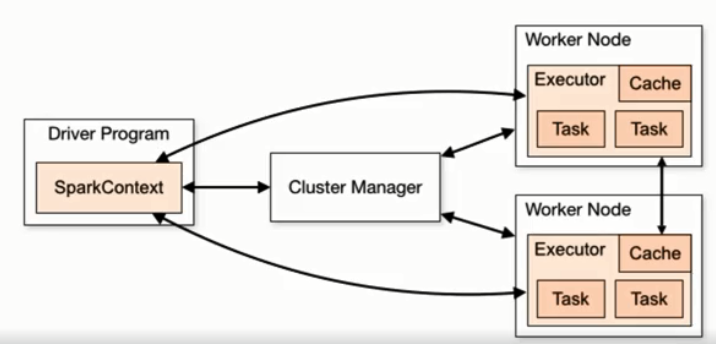 Driver Program
SparkContext
Cluster Manager
Worker Node
Executor
Cache
Task
Task
Worker Node
Executor
Cache
Task
Task